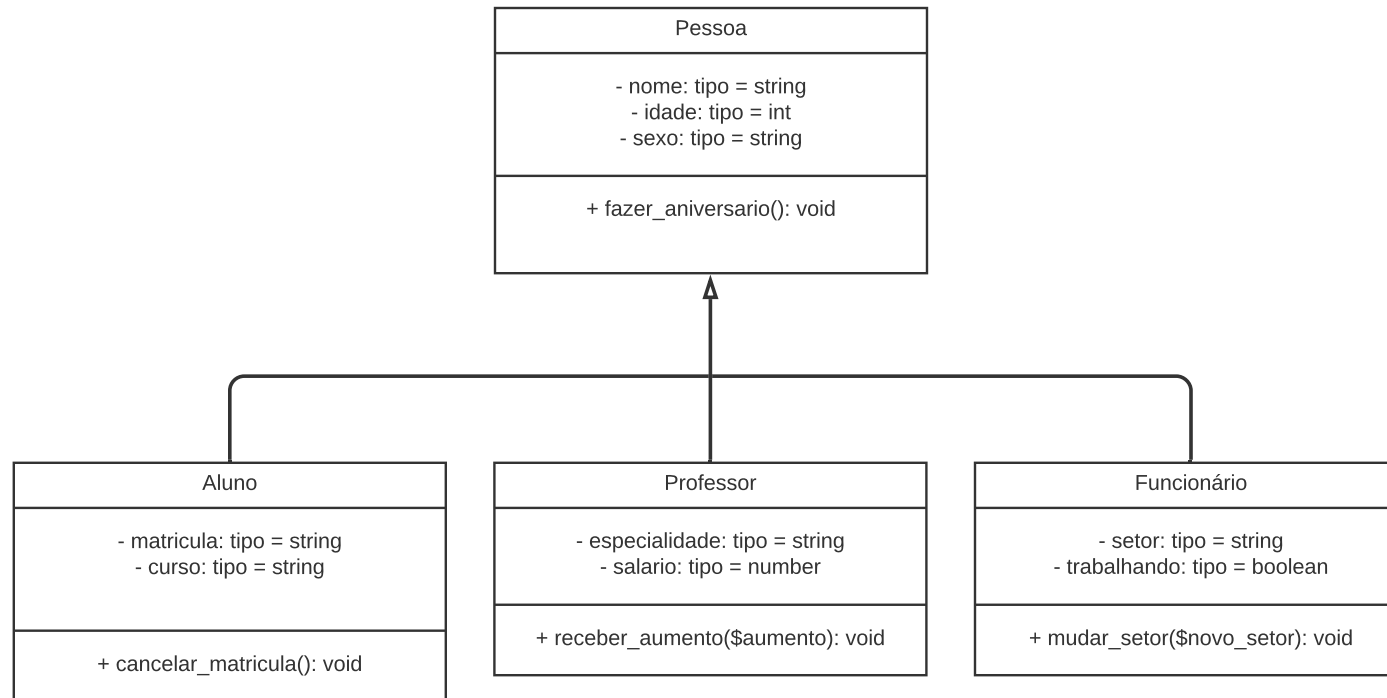 Pessoa
- nome: tipo = string
- idade: tipo = int
- sexo: tipo = string
+ fazer_aniversario(): void
Aluno
- matricula: tipo = string
- curso: tipo = string
+ cancelar_matricula(): void
Professor
- especialidade: tipo = string
- salario: tipo = number
+ receber_aumento($aumento): void
Funcionário
- setor: tipo = string
- trabalhando: tipo = boolean
+ mudar_setor($novo_setor): void